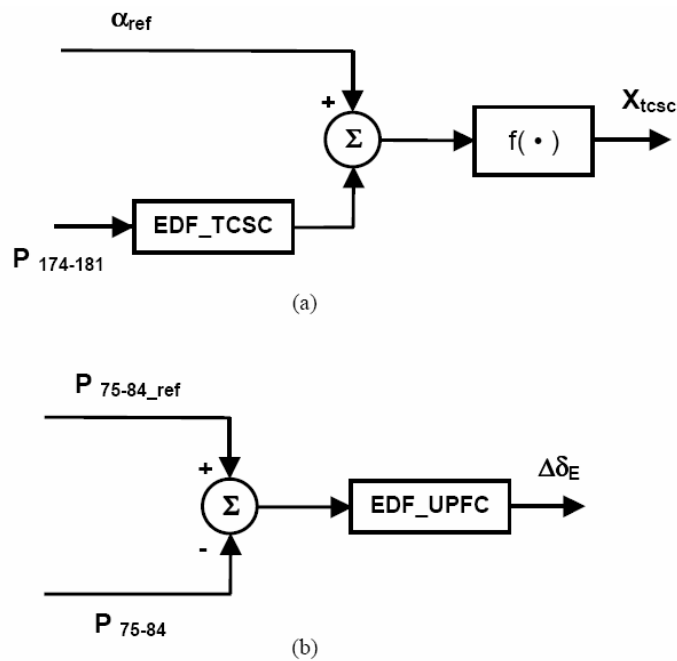 αref
+
Σ
f( • )
Xtcsc
EDF_TCSC
P 174-181
(a)
P 75-84_ref
+
Σ
EDF_UPFC
ΔδE
-
P 75-84
(b)